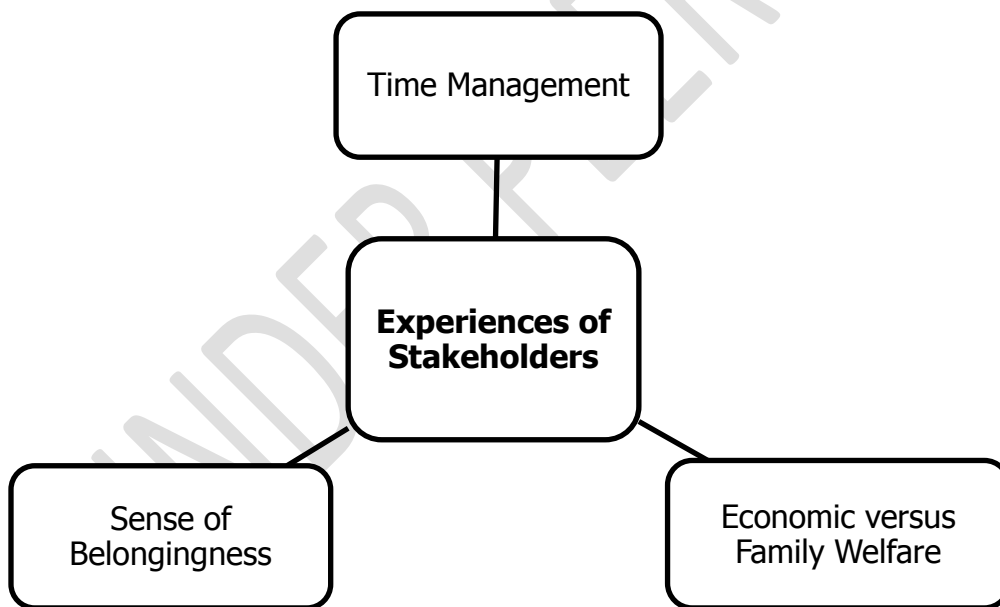 Time Management
Experiences of
Stakeholders
Sense of
Belongingness
Economic versus
Family Welfare